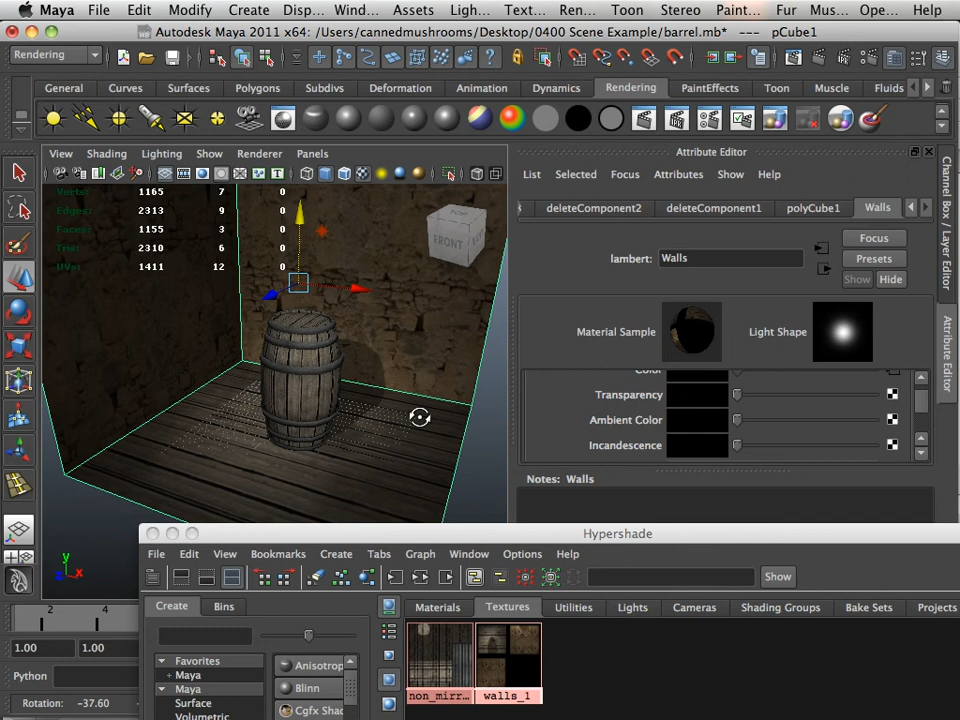 Maya File Edit Modify Create Disp... Wind... Assets Ligh... Text... Ren... Toon Stereo Paint... Fur Mus... Ope... Help
Autodesk Maya 2011 x64: /Users/cannedmushrooms/Desktop/0400 Scene Example/barrel.mb* --- pCube1
Rendering
General Curves Surfaces Polygons Subdivs Deformation Animation Dynamics Rendering PaintEffects Toon Muscle Fluids
View Shading Lighting Show Renderer Panels
Verts: 1165 7 0
Edges: 2313 9 0
Faces: 1155 3 0
Tris: 2310 6 0
UVs: 1411 12 0
TOP
FRONT
Attribute Editor
List Selected Focus Attributes Show Help
deleteComponent2 deleteComponent1 polyCube1 Walls
lambert: Walls
Focus
Presets
Show Hide
Material Sample Light Shape
Color
Transparency
Ambient Color
Incandescence
Notes: Walls
Channel Box / Layer Editor
Attribute Editor
Hypershade
File Edit View Bookmarks Create Tabs Graph Window Options Help
Show
Create Bins
Materials Textures Utilities Lights Cameras Shading Groups Bake Sets Projects
Favorites
+ Maya
Maya
Surface
Volumetric
Anisotrop
Blinn
Cgfx Shad
non_mirr... walls_1
y
z x
2 4
1.00 1.00
Python
Rotation: -37.60